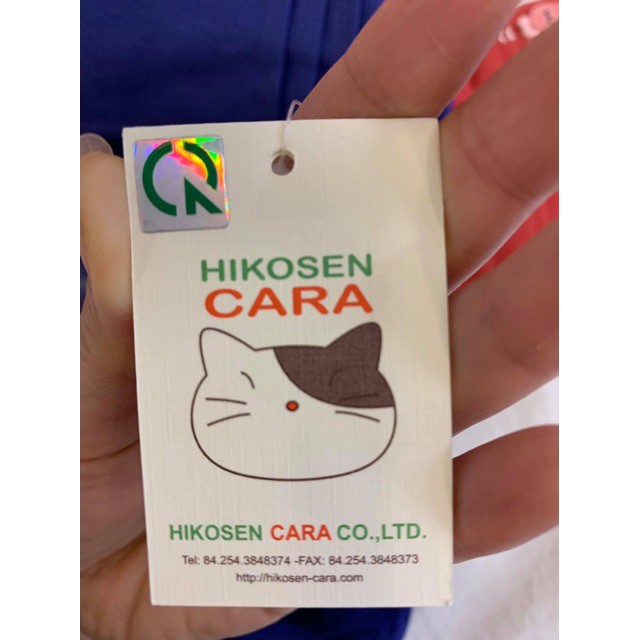 HIKOSEN
CARA
HIKOSEN CARA CO.,LTD.
Tel: 84.254.3848374 -FAX: 84.254.3848373
http://hikosen-cara.com